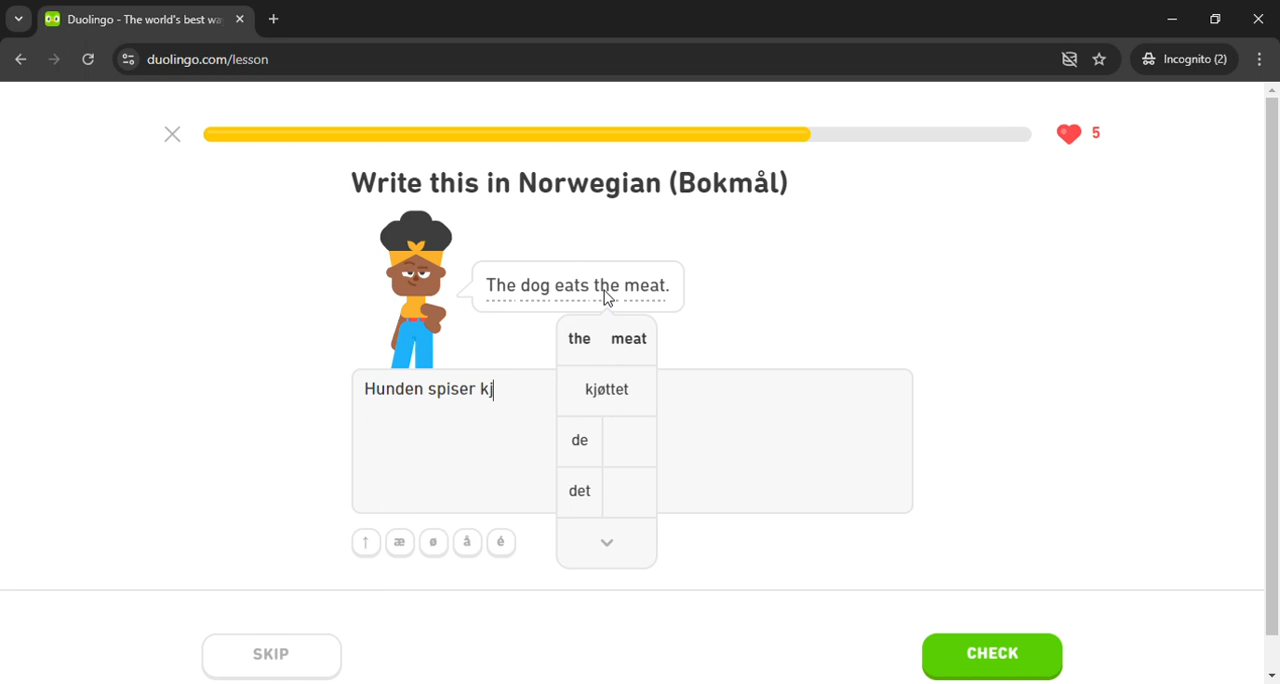 Duolingo - The world's best wa
duolingo.com/lesson
Incognito (2)
5
Write this in Norwegian (Bokmål)
The dog eats the meat.
the meat
Hunden spiser kj
kjøttet
de
det
↑ æ ø å é
SKIP
CHECK